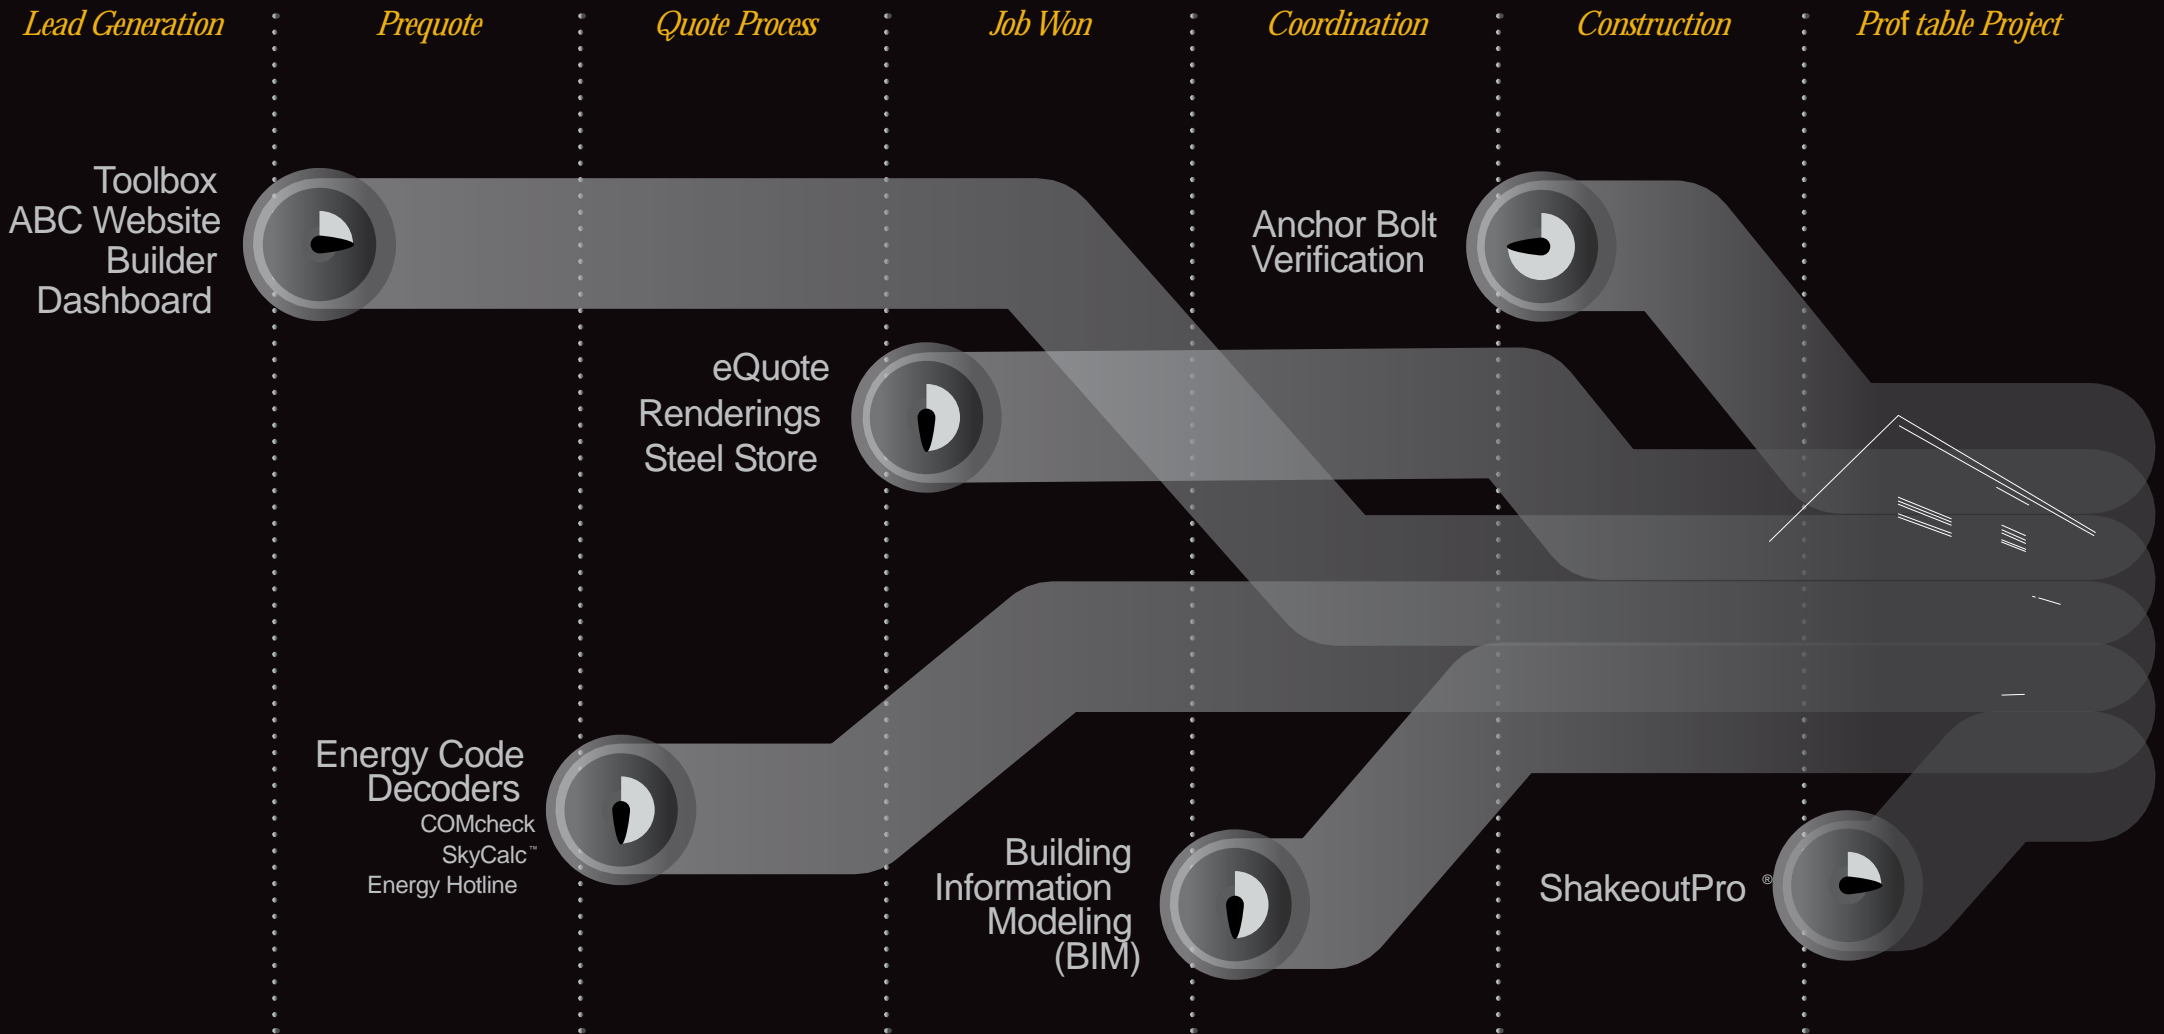 Lead Generation
Prequote
Quote Process
Job Won
Coordination
Construction
Prof table Project
Toolbox
ABC Website
Builder
Dashboard
Anchor Bolt
Verification
eQuote
Renderings
Steel Store
Energy Code
Decoders
COMcheck
SkyCalc™
Energy Hotline
Building
Information
Modeling
(BIM)
ShakeoutPro ®